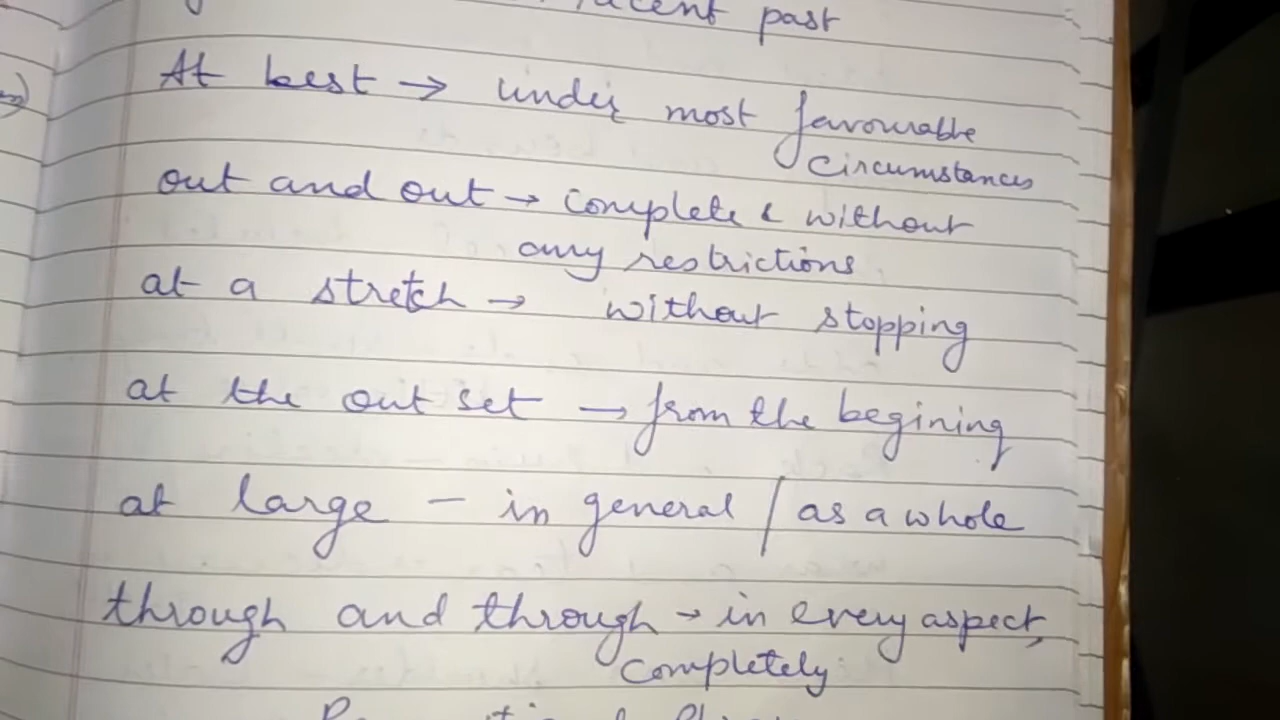 recent past
At best → under most favourable
circumstances
out and out → complete & without
any restrictions
at a stretch → without stopping
at the out set → from the begining
at large - in general / as a whole
through and through → in every aspect,
completely